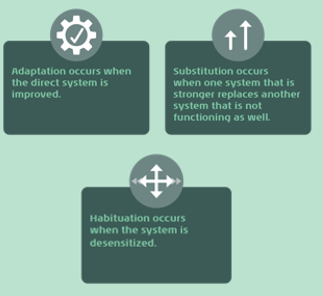 Adaptation occurs when
the direct system is
improved.
Substitution occurs
when one system that is
stronger replaces another
system that is not
functioning as well.
Habituation occurs
when the system is
desensitized.